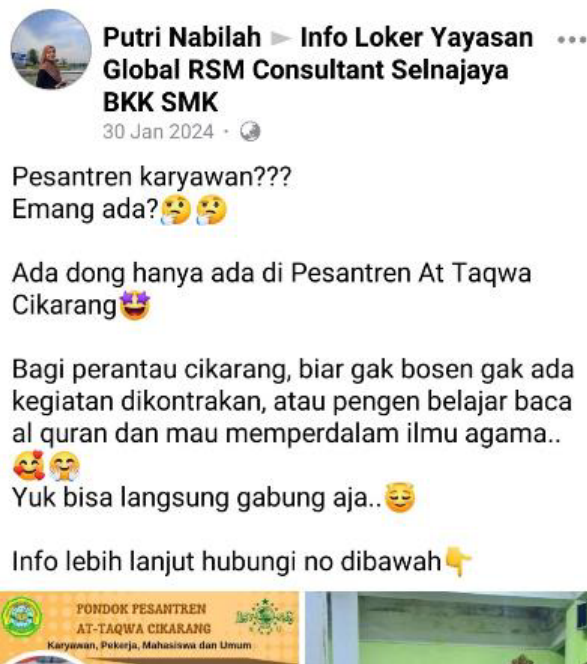 Putri Nabilah ► Info Loker Yayasan
Global RSM Consultant Selnajaya
BKK SMK
30 Jan 2024 ·
Pesantren karyawan???
Emang ada?🤔🤔
Ada dong hanya ada di Pesantren At Taqwa
Cikarang🤩
Bagi perantau cikarang, biar gak bosen gak ada
kegiatan dikontrakan, atau pengen belajar baca
al quran dan mau memperdalam ilmu agama..
🥰🤗
Yuk bisa langsung gabung aja..😇
Info lebih lanjut hubungi no dibawah👇
PONDOK PESANTREN
AT-TAQWA CIKARANG
Karyawan, Pekerja, Mahasiswa dan Umum